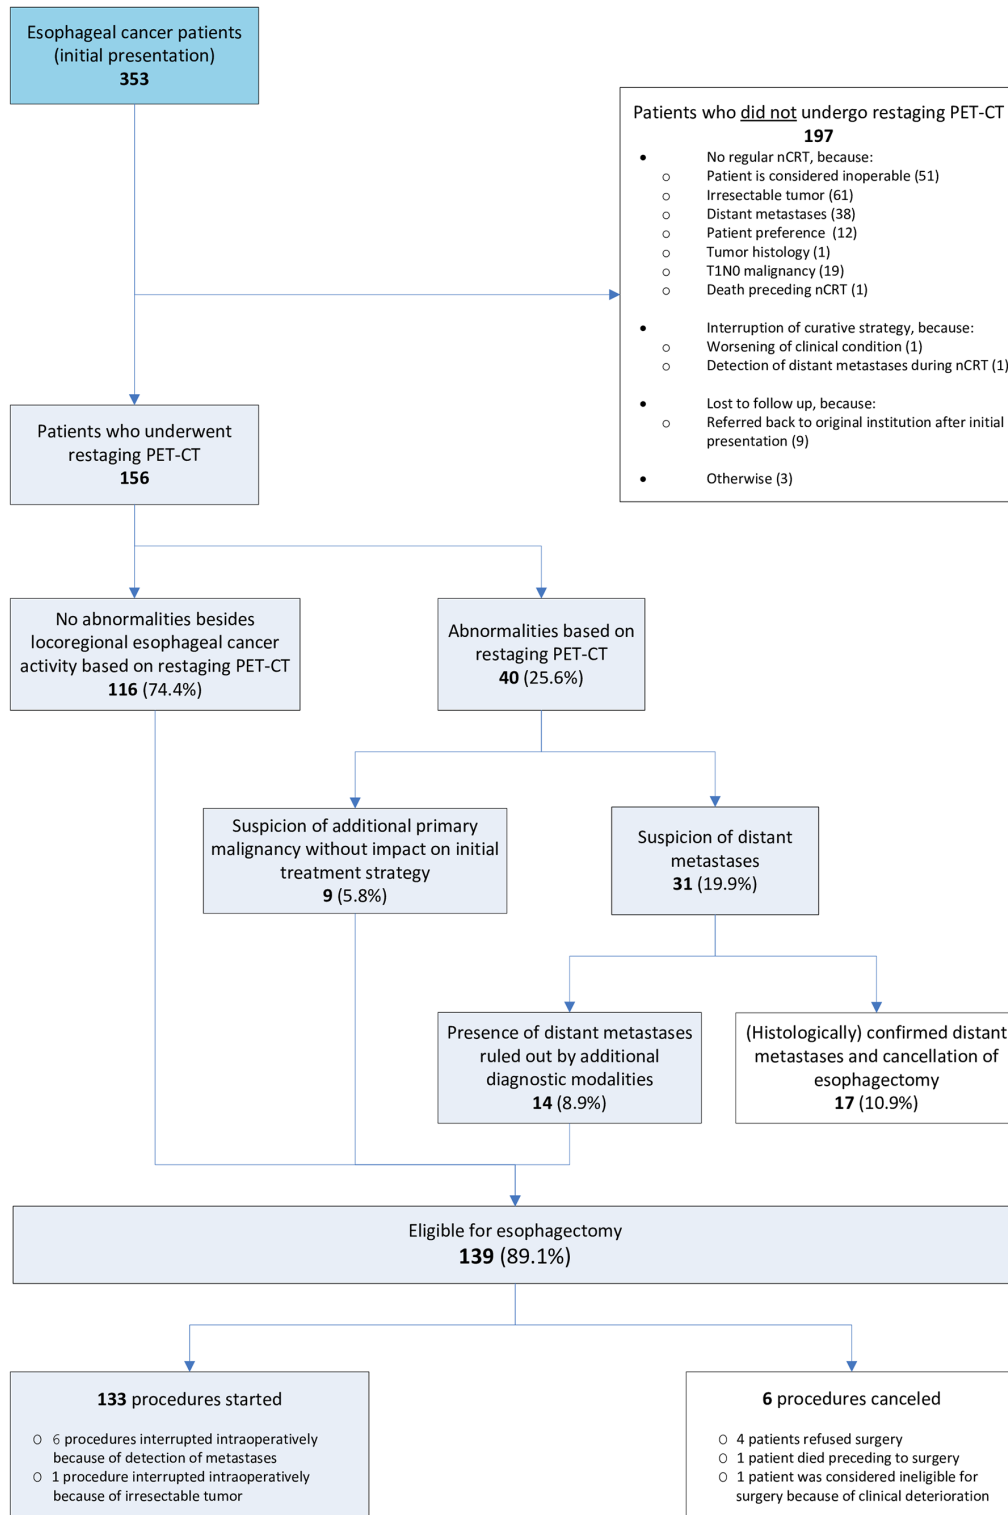 Esophageal cancer patients
(initial presentation)
353
Patients who did not undergo restaging PET-CT
197
• No regular nCRT, because:
o Patient is considered inoperable (51)
o Irresectable tumor (61)
o Distant metastases (38)
o Patient preference (12)
o Tumor histology (1)
o T1N0 malignancy (19)
o Death preceding nCRT (1)
• Interruption of curative strategy, because:
o Worsening of clinical condition (1)
o Detection of distant metastases during nCRT (1)
• Lost to follow up, because:
o Referred back to original institution after initial
presentation (9)
• Otherwise (3)
Patients who underwent
restaging PET-CT
156
No abnormalities besides
locoregional esophageal cancer
activity based on restaging PET-CT
116 (74.4%)
Abnormalities based on
restaging PET-CT
40 (25.6%)
Suspicion of additional primary
malignancy without impact on initial
treatment strategy
9 (5.8%)
Suspicion of distant
metastases
31 (19.9%)
Presence of distant metastases
ruled out by additional
diagnostic modalities
14 (8.9%)
(Histologically) confirmed distant
metastases and cancellation of
esophagectomy
17 (10.9%)
Eligible for esophagectomy
139 (89.1%)
133 procedures started
O 6 procedures interrupted intraoperatively
because of detection of metastases
O 1 procedure interrupted intraoperatively
because of irresectable tumor
6 procedures canceled
O 4 patients refused surgery
O 1 patient died preceding to surgery
O 1 patient was considered ineligible for
surgery because of clinical deterioration